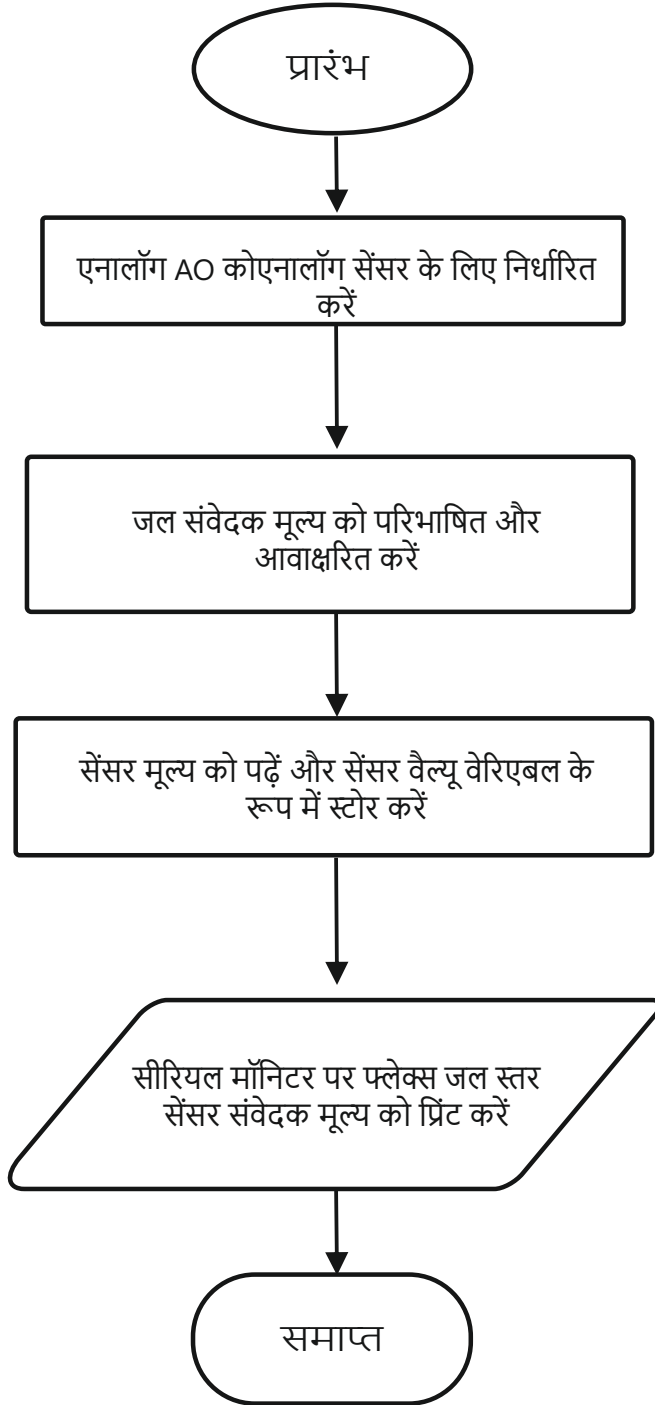 प्रारंभ
एनालॉग AO कोएनालॉग सेंसर के लिए निर्धारित
करें
जल संवेदक मूल्य को परिभाषित और
आवाक्षरित करें
सेंसर मूल्य को पढ़ें और सेंसर वैल्यू वेरिएबल के
रूप में स्टोर करें
सीरियल मॉनिटर पर फ्लेक्स जल स्तर
सेंसर संवेदक मूल्य को प्रिंट करें
समाप्त